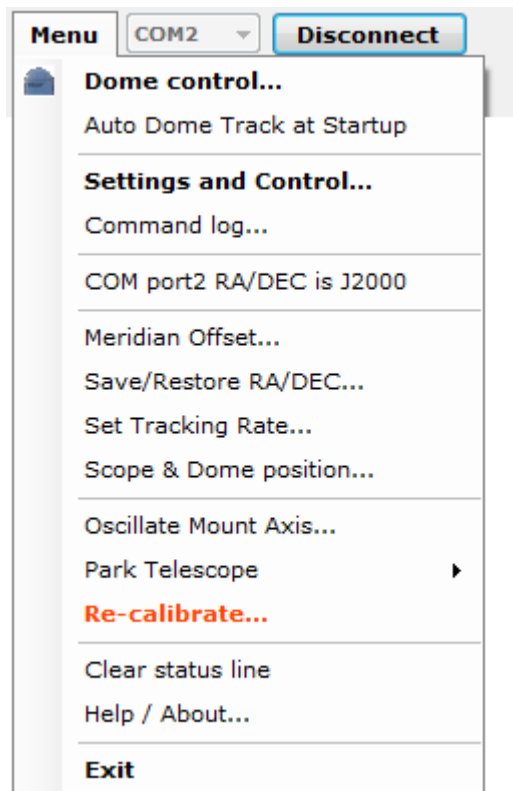 Menu COM2 Disconnect
Dome control...
Auto Dome Track at Startup
Settings and Control...
Command log...
COM port2 RA/DEC is J2000
Meridian Offset...
Save/Restore RA/DEC...
Set Tracking Rate...
Scope & Dome position...
Oscillate Mount Axis...
Park Telescope
Re-calibrate...
Clear status line
Help / About...
Exit